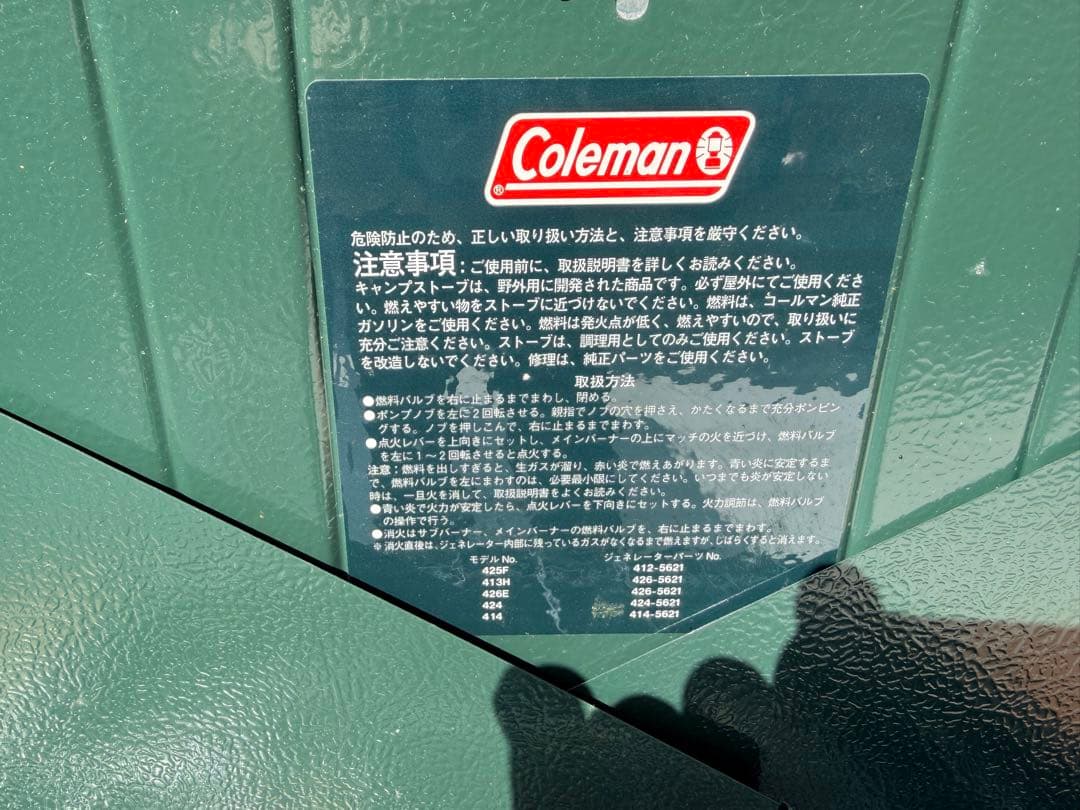 Coleman
®
危険防止のため、正しい取り扱い方法と、注意事項を厳守ください。
注意事項：ご使用前に、取扱説明書を詳しくお読みください。
キャンプストーブは、野外用に開発された商品です。必ず屋外にてご使用くださ
い。燃えやすい物をストーブに近づけないでください。燃料は、コールマン純正
ガソリンをご使用ください。燃料は発火点が低く、燃えやすいので、取り扱いに
充分ご注意ください。ストーブは、調理用としてのみご使用ください。ストーブ
を改造しないでください。修理は、純正パーツをご使用ください。
取扱方法
●燃料バルブを右に止まるまでまわし、閉める。
●ポンプノブを左に2回転させる。親指でノブの穴を押さえ、かたくなるまで充分ポンピン
グする。ノブを押しこんで、右に止まるまでまわす。
●点火レバーを上向きにセットし、メインバーナーの上にマッチの火を近づけ、燃料バルブ
を左に1〜2回転させると点火する。
注意：燃料を出しすぎると、生ガスが溜り、赤い炎で燃えあがります。青い炎に安定するま
で、燃料バルブを左にまわすのは、必要最小限にしてください。いつまでも炎が安定しない
時は、一旦火を消して、取扱説明書をよくお読みください。
●青い炎で火力が安定したら、点火レバーを下向きにセットする。火力調節は、燃料バルブ
の操作で行う。
●消火はサブバーナー、メインバーナーの燃料バルブを、右に止まるまでまわす。
※消火直後は、ジェネレーター内部に残っているガスがなくなるまで燃えますが、しばらくすると消えます。
モデルNo. ジェネレーターパーツNo.
425F 412-5621
413H 426-5621
426E 426-5621
424 424-5621
414 414-5621